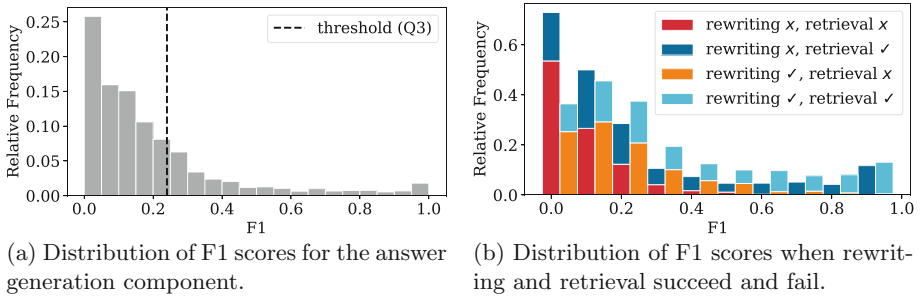 0.25
0.20
0.15
0.10
0.05
0.00
Relative Frequency
threshold (Q3)
0.0 0.2 0.4 0.6 0.8 1.0
F1
(a) Distribution of F1 scores for the answer
generation component.
0.6
0.4
0.2
0.0
Relative Frequency
rewriting x, retrieval x
rewriting x, retrieval ✓
rewriting ✓, retrieval x
rewriting ✓, retrieval ✓
0.0 0.2 0.4 0.6 0.8 1.0
F1
(b) Distribution of F1 scores when rewrit-
ing and retrieval succeed and fail.